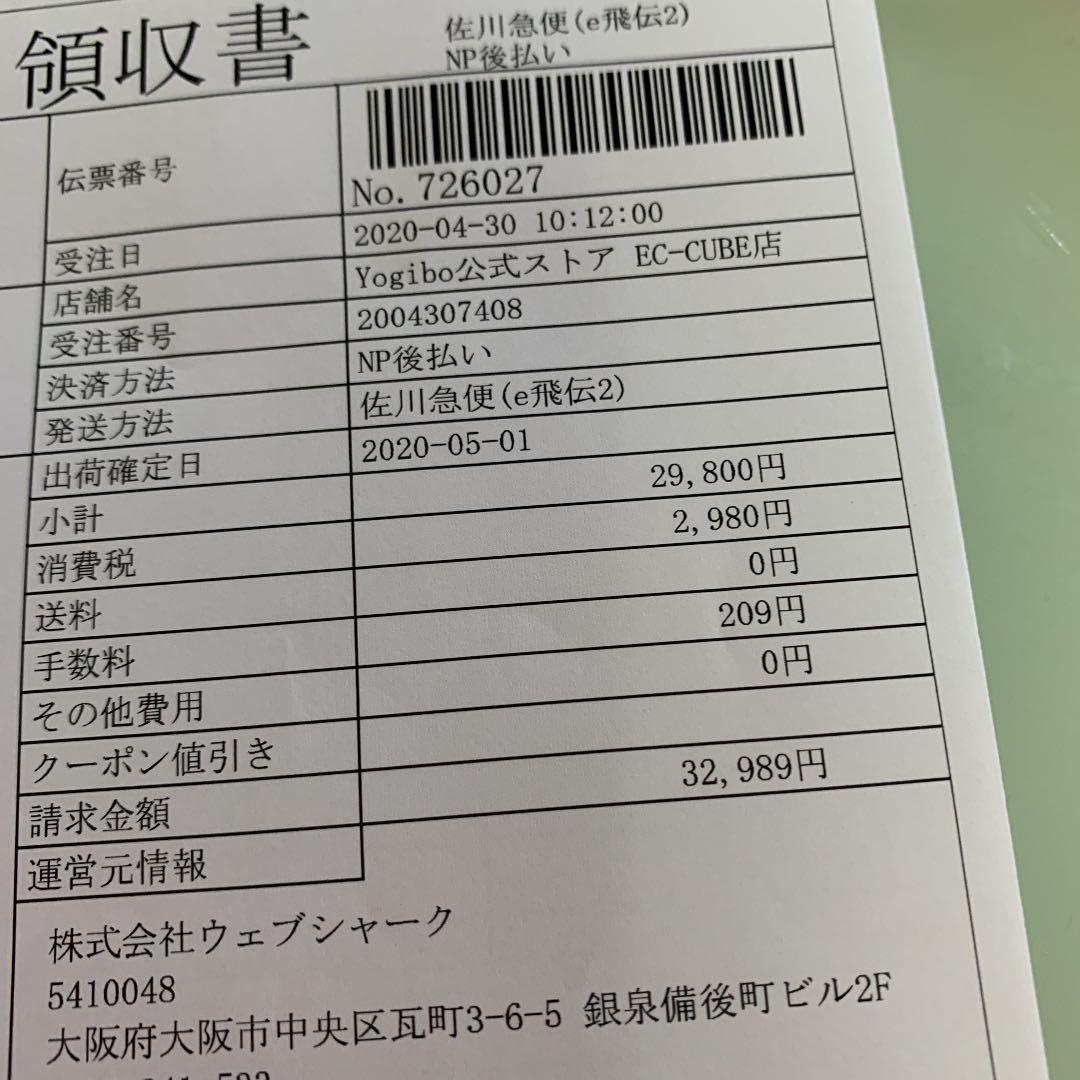 領収書
佐川急便(e飛伝2)
NP後払い
伝票番号
No. 726027
受注日 2020-04-30 10:12:00
店舗名 Yogibo公式ストア EC-CUBE店
受注番号 2004307408
決済方法 NP後払い
発送方法 佐川急便(e飛伝2)
出荷確定日 2020-05-01
小計 29,800円
消費税 2,980円
送料 0円
手数料 209円
その他費用 0円
クーポン値引き
請求金額 32,989円
運営元情報
株式会社ウェブシャーク
5410048
大阪府大阪市中央区瓦町3-6-5 銀泉備後町ビル2F